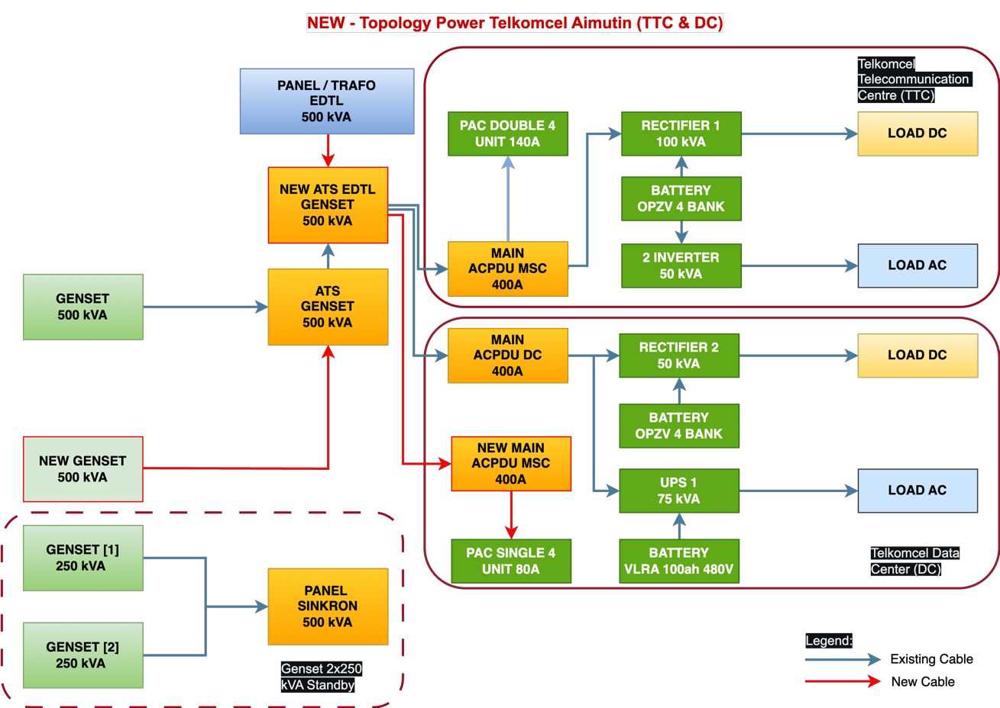 NEW - Topology Power Telkomcel Aimutin (TTC & DC)
PANEL / TRAFO
EDTL
500 kVA
NEW ATS EDTL
GENSET
500 kVA
ATS
GENSET
500 kVA
GENSET
500 kVA
NEW GENSET
500 kVA
GENSET [1]
250 kVA
GENSET [2]
250 kVA
PANEL
SINKRON
500 kVA
Genset 2x250
kVA Standby
Telkomcel
Telecommunication
Centre (TTC)
PAC DOUBLE 4
UNIT 140A
RECTIFIER 1
100 kVA
LOAD DC
BATTERY
OPZV 4 BANK
MAIN
ACPDU MSC
400A
2 INVERTER
50 kVA
LOAD AC
MAIN
ACPDU DC
400A
RECTIFIER 2
50 kVA
LOAD DC
BATTERY
OPZV 4 BANK
NEW MAIN
ACPDU MSC
400A
UPS 1
75 kVA
LOAD AC
PAC SINGLE 4
UNIT 80A
BATTERY
VLRA 100ah 480V
Telkomcel Data
Center (DC)
Legend:
Existing Cable
New Cable